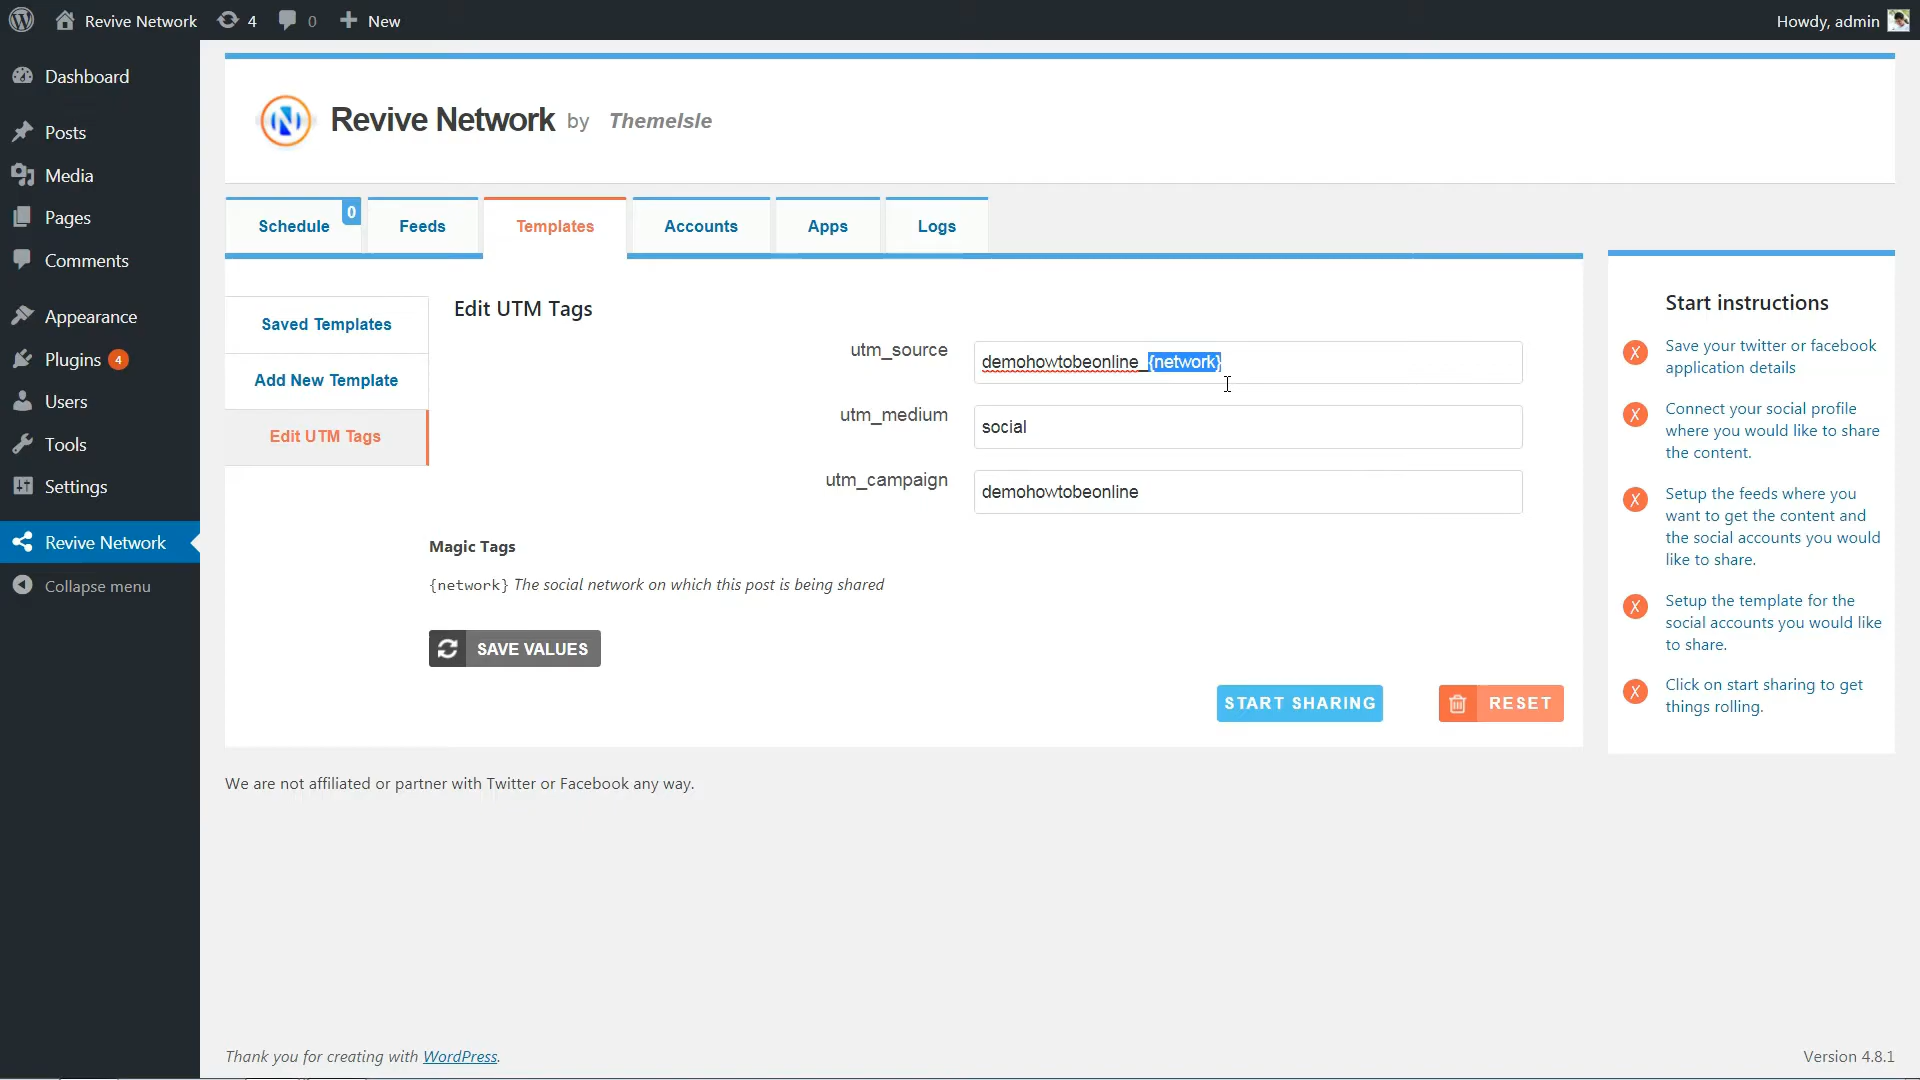 Revive Network 4 0 New Howdy, admin
Dashboard
Posts
Media
Pages
Comments
Appearance
Plugins 4
Users
Tools
Settings
Revive Network
Collapse menu
Revive Network by ThemeIsle
Schedule 0 Feeds Templates Accounts Apps Logs
Saved Templates
Add New Template
Edit UTM Tags
Edit UTM Tags
utm_source demohowtobeonline_{network}
utm_medium social
utm_campaign demohowtobeonline
Magic Tags
{network} The social network on which this post is being shared
SAVE VALUES
START SHARING RESET
Start instructions
X Save your twitter or facebook
application details
X Connect your social profile
where you would like to share
the content.
X Setup the feeds where you
want to get the content and
the social accounts you would
like to share.
X Setup the template for the
social accounts you would like
to share.
X Click on start sharing to get
things rolling.
We are not affiliated or partner with Twitter or Facebook any way.
Thank you for creating with WordPress. Version 4.8.1